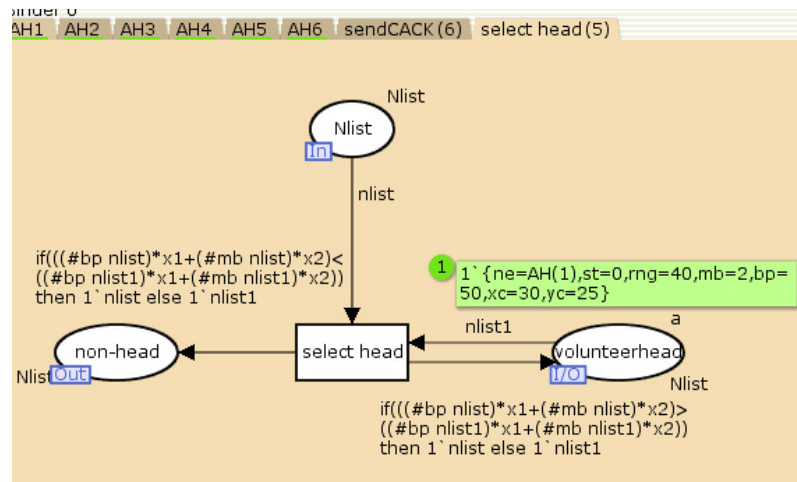 AH1 AH2 AH3 AH4 AH5 AH6 sendCACK (6) select head (5)
Nlist
Nlist
In
nlist
if(((#bp nlist)*x1+(#mb nlist)*x2)<
((#bp nlist1)*x1+(#mb nlist1)*x2))
then 1`nlist else 1`nlist1
1
1`{ne=AH(1),st=0,rng=40,mb=2,bp=
50,xc=30,yc=25}
a
nlist1
non-head
select head
volunteerhead
Nlist
Out
I/O
Nlist
if(((#bp nlist)*x1+(#mb nlist)*x2)>
((#bp nlist1)*x1+(#mb nlist1)*x2))
then 1`nlist else 1`nlist1